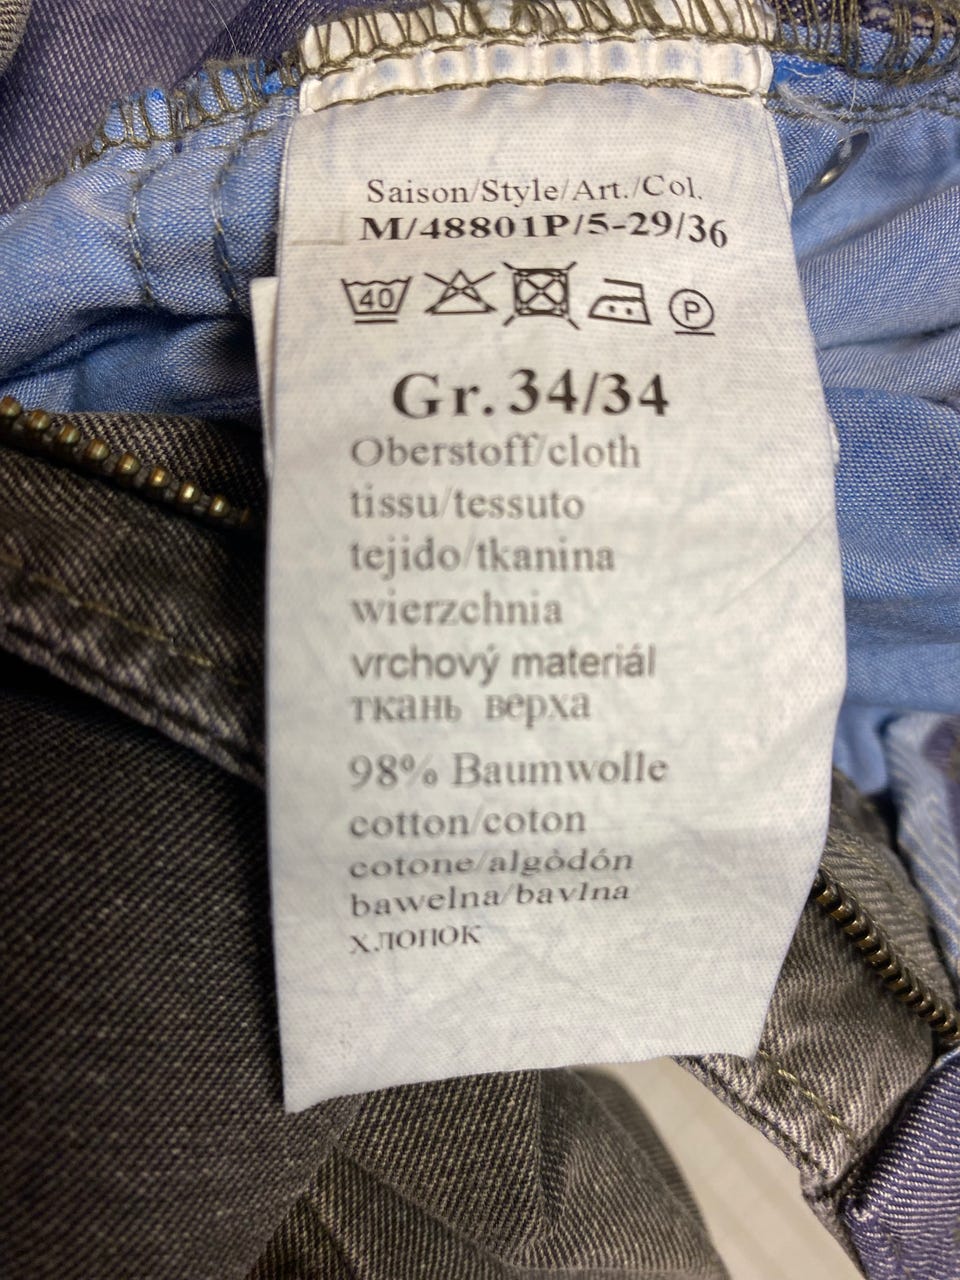 Saison/Style/Art./Col.
M/48801P/5-29/36
40 P
Gr. 34/34
Oberstoff/cloth
tissu/tessuto
tejido/tkanina
wierzchnia
vrchový materiál
ткань верха
98% Baumwolle
cotton/coton
cotone/algòdón
bawelna/bavlna
хлопок